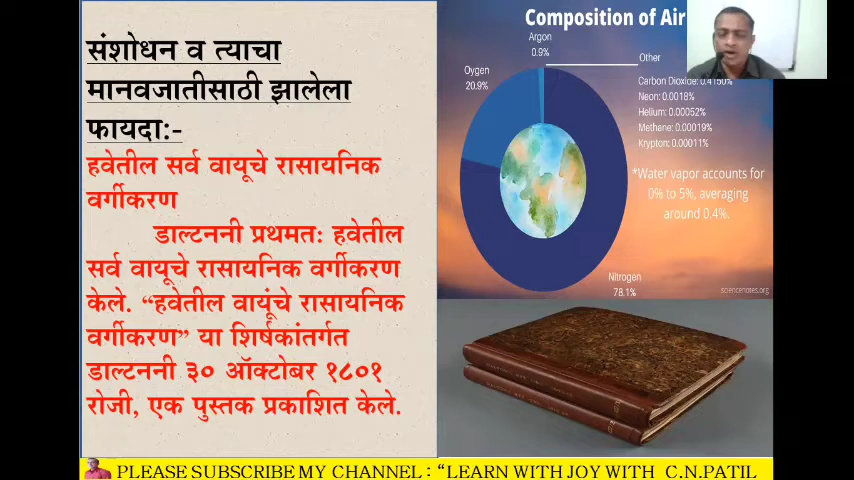 संशोधन व त्याचा
मानवजातीसाठी झालेला
फायदा:-
हवेतील सर्व वायूचे रासायनिक
वर्गीकरण
डाल्टननी प्रथमतः हवेतील
सर्व वायूचे रासायनिक वर्गीकरण
केले. “हवेतील वायूंचे रासायनिक
वर्गीकरण” या शिर्षकांतर्गत
डाल्टननी ३० ऑक्टोबर १८०१
रोजी, एक पुस्तक प्रकाशित केले.
Composition of Air
Argon
0.9%
Other
Oygen
20.9%
Carbon Dioxide: 0.4150%
Neon: 0.0018%
Helium: 0.00052%
Methane: 0.00019%
Krypton: 0.00011%
*Water vapor accounts for
0% to 5%, averaging
around 0.4%.
Nitrogen
78.1%
sciencenotes.org
PLEASE SUBSCRIBE MY CHANNEL : “LEARN WITH JOY WITH C.N.PATIL